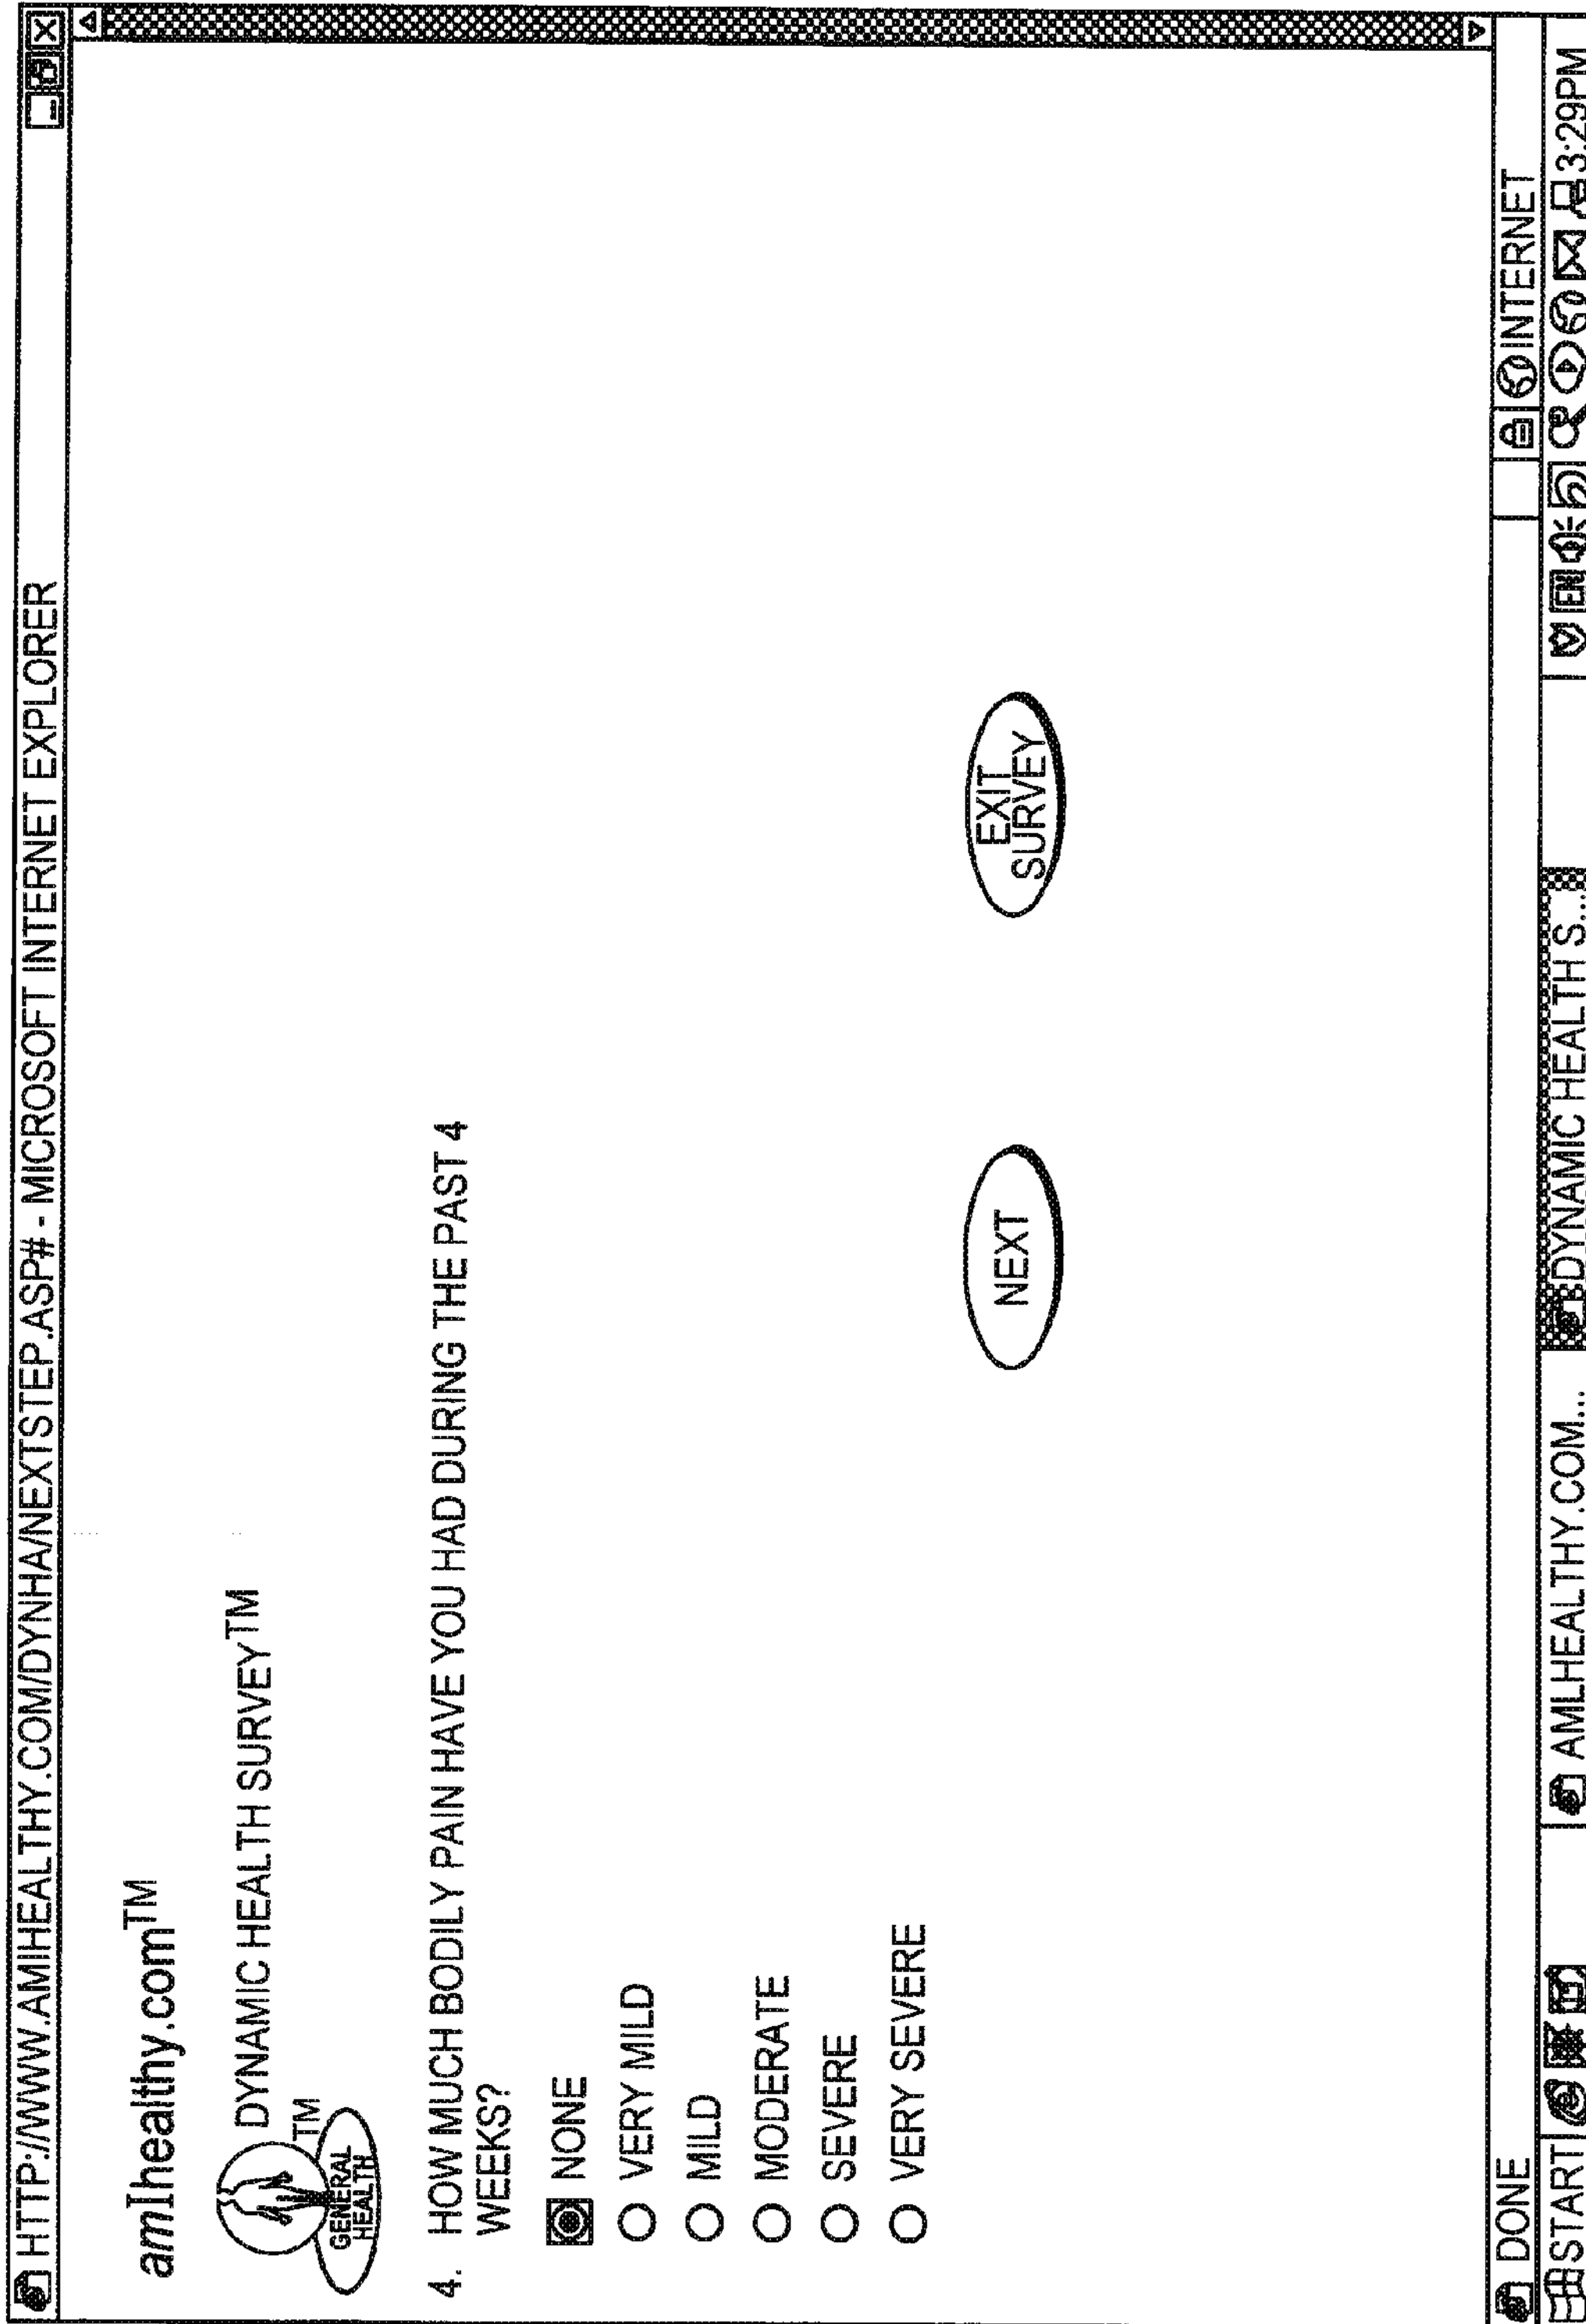 HTTP://WWW.AMIHEALTHY.COM/DYNHA/NEXTSTEP.ASP# - MICROSOFT INTERNET EXPLORER
amIhealthy.com™
DYNAMIC HEALTH SURVEY™
TM
GENERAL
HEALTH
4. HOW MUCH BODILY PAIN HAVE YOU HAD DURING THE PAST 4
WEEKS?
NONE
VERY MILD
MILD
MODERATE
SEVERE
VERY SEVERE
NEXT
EXIT
SURVEY
DONE
INTERNET
START
AMLHEALTHY.COM...
DYNAMIC HEALTH S...
EN
3:29PM